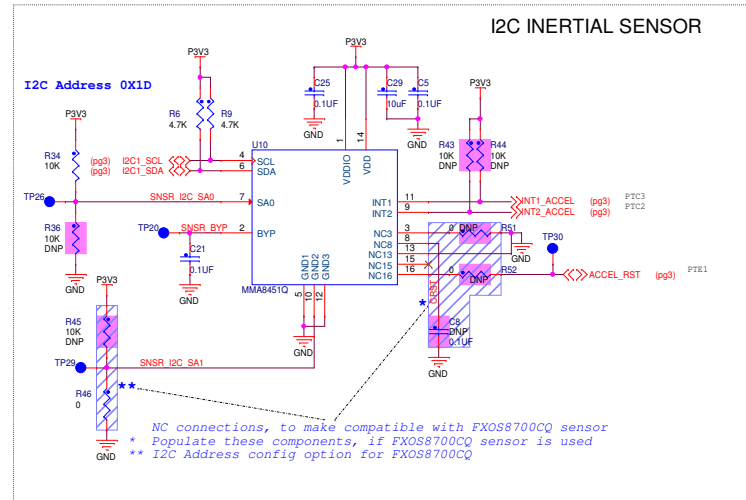 I2C INERTIAL SENSOR
I2C Address 0X1D
P3V3
P3V3
P3V3
P3V3
C25
0.1UF
C29
10uF
C5
0.1UF
GND
GND
R6
4.7K
R9
4.7K
R34
10K
(pg3) I2C1_SCL
(pg3) I2C1_SDA
U10
4 SCL
6 SDA
1 VDDIO
14 VDD
R43
10K
DNP
R44
10K
DNP
TP26
SNSR_I2C_SA0
7 SA0
INT1 11
INT2 9
INT1_ACCEL (pg3) PTC3
INT2_ACCEL (pg3) PTC2
R36
10K
DNP
GND
TP20
SNSR_BYP
2 BYP
C21
0.1UF
GND
NC3 3
NC8 8
NC13 13
NC15 15
NC16 16
0 DNP R51
GND
TP30
0 DNP R52
ACCEL_RST (pg3) PTE1
GND1 5
GND2 10
GND3 12
MMA8451Q
GND
CRST
*
C8
DNP
0.1UF
GND
P3V3
R45
10K
DNP
TP29
SNSR_I2C_SA1
R46
0
**
GND
NC connections, to make compatible with FXOS8700CQ sensor
* Populate these components, if FXOS8700CQ sensor is used
** I2C Address config option for FXOS8700CQ